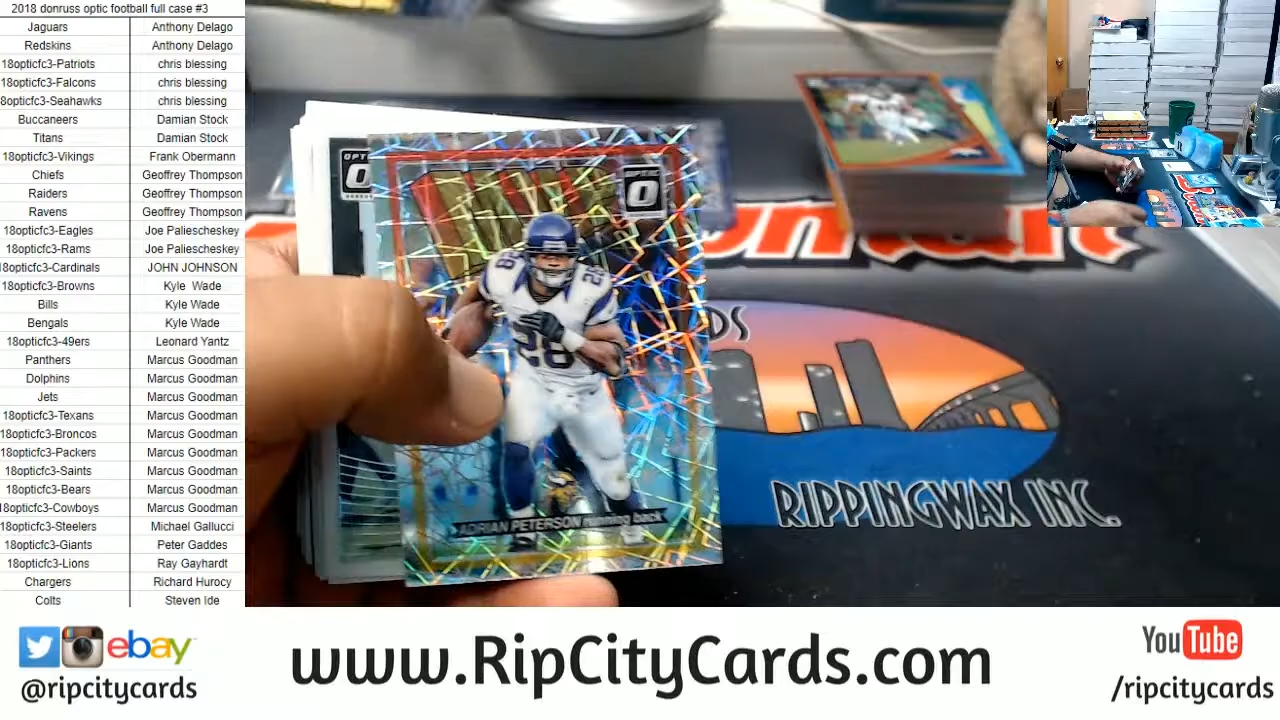 2018 donruss optic football full case #3
Jaguars Anthony Delago
Redskins Anthony Delago
18opticfc3-Patriots chris blessing
18opticfc3-Falcons chris blessing
8opticfc3-Seahawks chris blessing
Buccaneers Damian Stock
Titans Damian Stock
18opticfc3-Vikings Frank Obermann
Chiefs Geoffrey Thompson
Raiders Geoffrey Thompson
Ravens Geoffrey Thompson
18opticfc3-Eagles Joe Paliescheskey
18opticfc3-Rams Joe Paliescheskey
18opticfc3-Cardinals JOHN JOHNSON
18opticfc3-Browns Kyle Wade
Bills Kyle Wade
Bengals Kyle Wade
18opticfc3-49ers Leonard Yantz
Panthers Marcus Goodman
Dolphins Marcus Goodman
Jets Marcus Goodman
18opticfc3-Texans Marcus Goodman
18opticfc3-Broncos Marcus Goodman
18opticfc3-Packers Marcus Goodman
18opticfc3-Saints Marcus Goodman
18opticfc3-Bears Marcus Goodman
18opticfc3-Cowboys Marcus Goodman
18opticfc3-Steelers Michael Gallucci
18opticfc3-Giants Peter Gaddes
18opticfc3-Lions Ray Gayhardt
Chargers Richard Hurocy
Colts Steven Ide
OPTIC
O
28
28
28
ADRIAN PETERSON running back
DS
RIPPINGWAX INC.
ebay
@ripcitycards
www.RipCityCards.com
YouTube
/ripcitycards